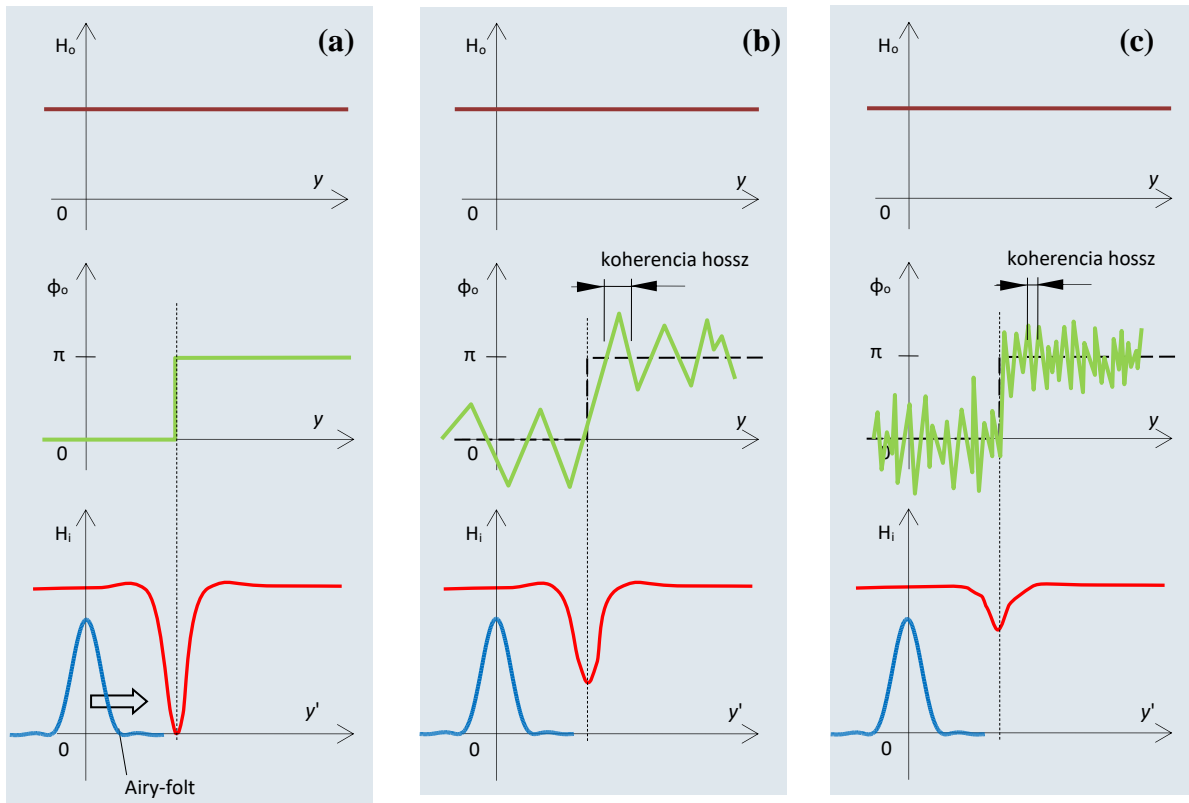 (a)
Hₒ
y
0
ϕₒ
π
y
0
Hᵢ
y'
0
Airy-folt
(b)
Hₒ
y
0
koherencia hossz
ϕₒ
π
y
0
Hᵢ
y'
0
(c)
Hₒ
y
0
koherencia hossz
ϕₒ
π
y
0
Hᵢ
y'
0